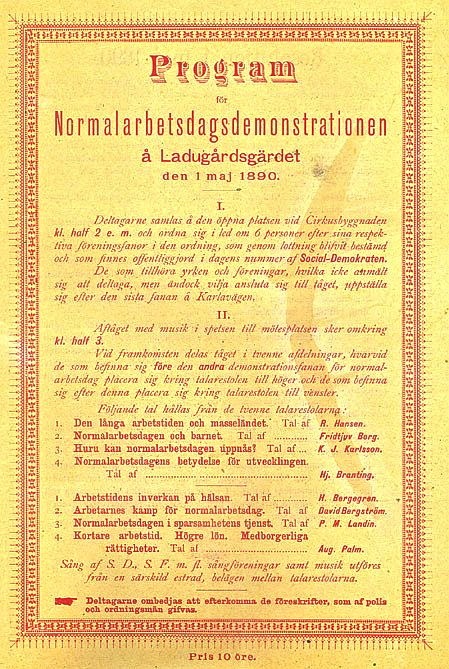 Program
för
Normalarbetsdagsdemonstrationen
å Ladugårdsgärdet
den 1 maj 1890.
I.
Deltagarne samlas å den öppna platsen vid Cirkusbyggnaden
kl. half 2 e. m. och ordna sig i led om 6 personer efter sina respek-
tiva föreningsfanor i den ordning, som genom lottning blifvit bestämd
och som finnes offentliggjord i dagens nummer af Social-Demokraten.
De som tillhöra yrken och föreningar, hvilka icke anmält
sig att deltaga, men ändock vilja ansluta sig till tåget, uppställa
sig efter den sista fanan å Karlavägen.
II.
Aftåget med musik i spetsen till mötesplatsen sker omkring
kl. half 3.
Vid framkomsten delas tåget i tvenne afdelningar, hvarvid
de som befinna sig före den andra demonstrationsfanan för normal-
arbetsdag placera sig kring talarestolen till höger och de som befinna
sig efter denna placera sig kring talarestolen till venster.
Följande tal hållas från de tvenne talarestolarna:
1. Den långa arbetstiden och masseländet. Tal af R. Hansen.
2. Normalarbetsdagen och barnet. Tal af ........... Fridtjuv Berg.
3. Huru kan normalarbetsdagen uppnås? Tal af... K. J. Karlsson.
4. Normalarbetsdagens betydelse för utvecklingen.
Tal af ........................................ Hj. Branting.
1. Arbetstidens inverkan på hälsan. Tal af .......... H. Bergegren.
2. Arbetarnes kamp för normalarbetsdag. Tal af David Bergström.
3. Normalarbetsdagen i sparsamhetens tjenst. Tal af P. M. Landin.
4. Kortare arbetstid. Högre lön. Medborgerliga
rättigheter. Tal af ................................ Aug. Palm.
Sång af S. D., S. F. m. fl. sångföreningar samt musik utföres
från en särskild estrad, belägen mellan talarestolarna.
Deltagarne ombedjas att efterkomma de föreskrifter, som af polis
och ordningsmän gifvas.
Pris 10 öre.